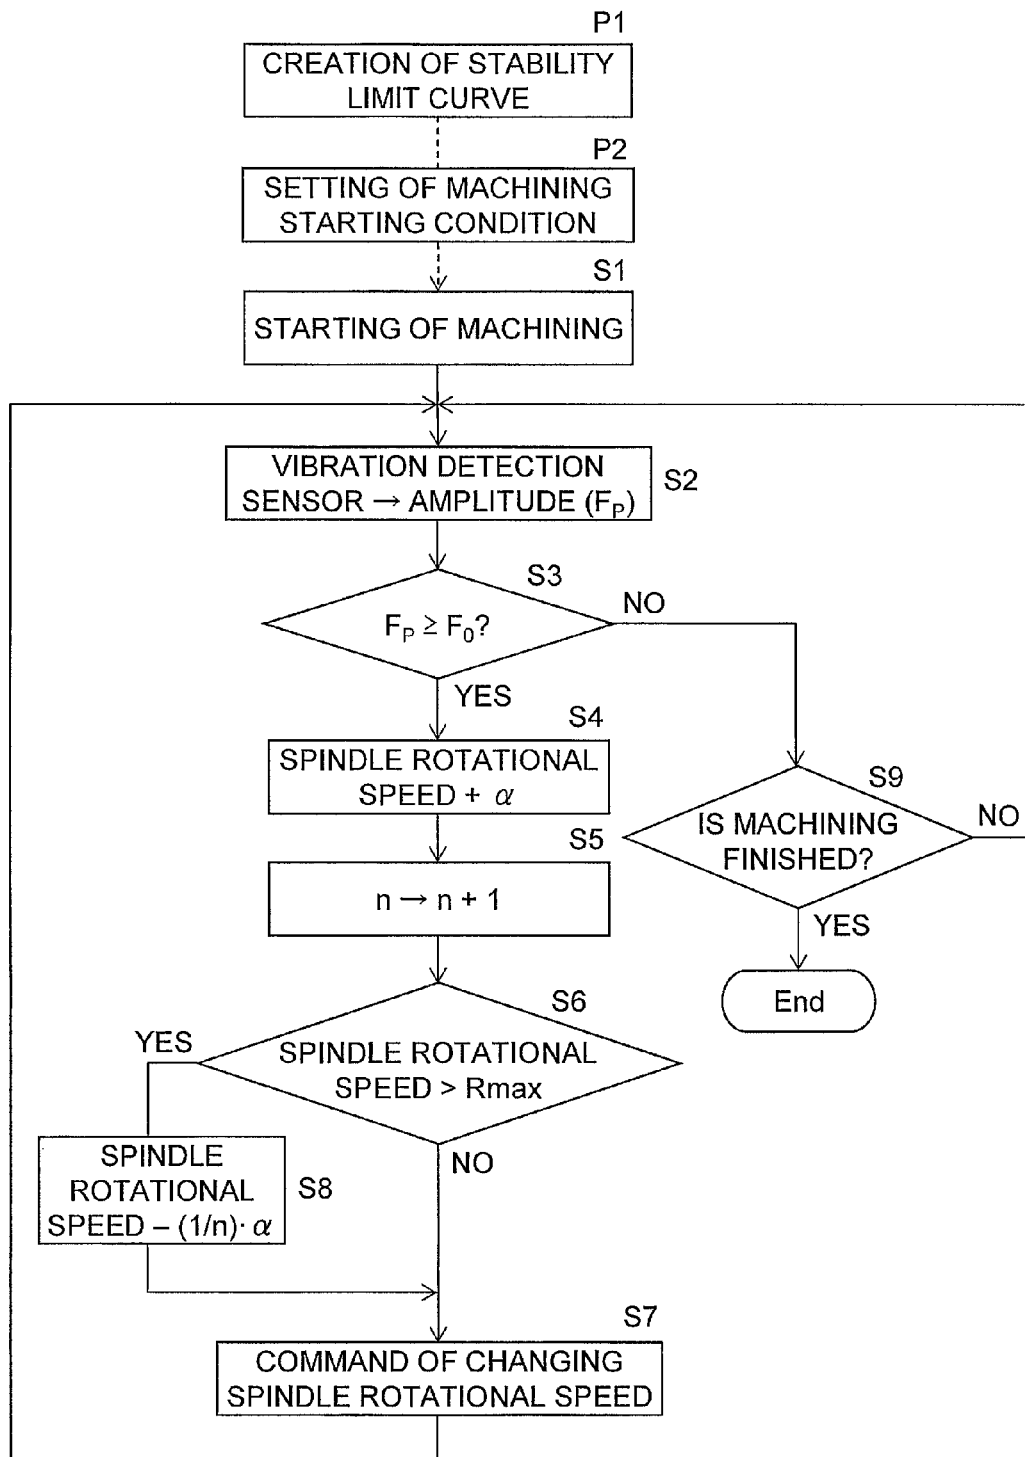 P1
CREATION OF STABILITY
LIMIT CURVE
P2
SETTING OF MACHINING
STARTING CONDITION
S1
STARTING OF MACHINING
VIBRATION DETECTION
SENSOR → AMPLITUDE (FP)
S2
S3
NO
FP ≥ F0?
YES
S4
SPINDLE ROTATIONAL
SPEED + α
S9
NO
IS MACHINING
FINISHED?
S5
n → n + 1
YES
End
S6
YES
SPINDLE ROTATIONAL
SPEED > Rmax
NO
SPINDLE
ROTATIONAL
SPEED – (1/n)· α
S8
S7
COMMAND OF CHANGING
SPINDLE ROTATIONAL SPEED